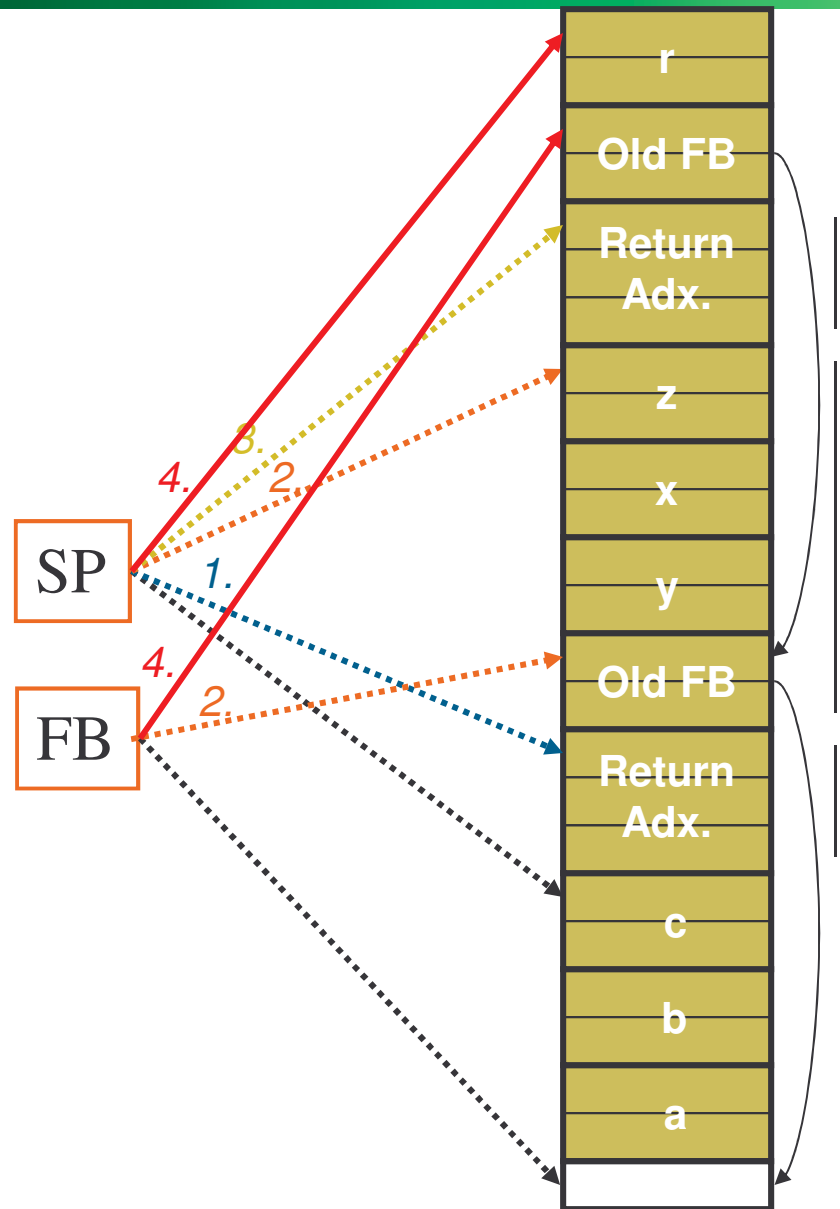 r
Old FB
Return
Adx.
z
3.
4.
2.
x
SP
1.
y
4.
Old FB
2.
FB
Return
Adx.
c
b
a